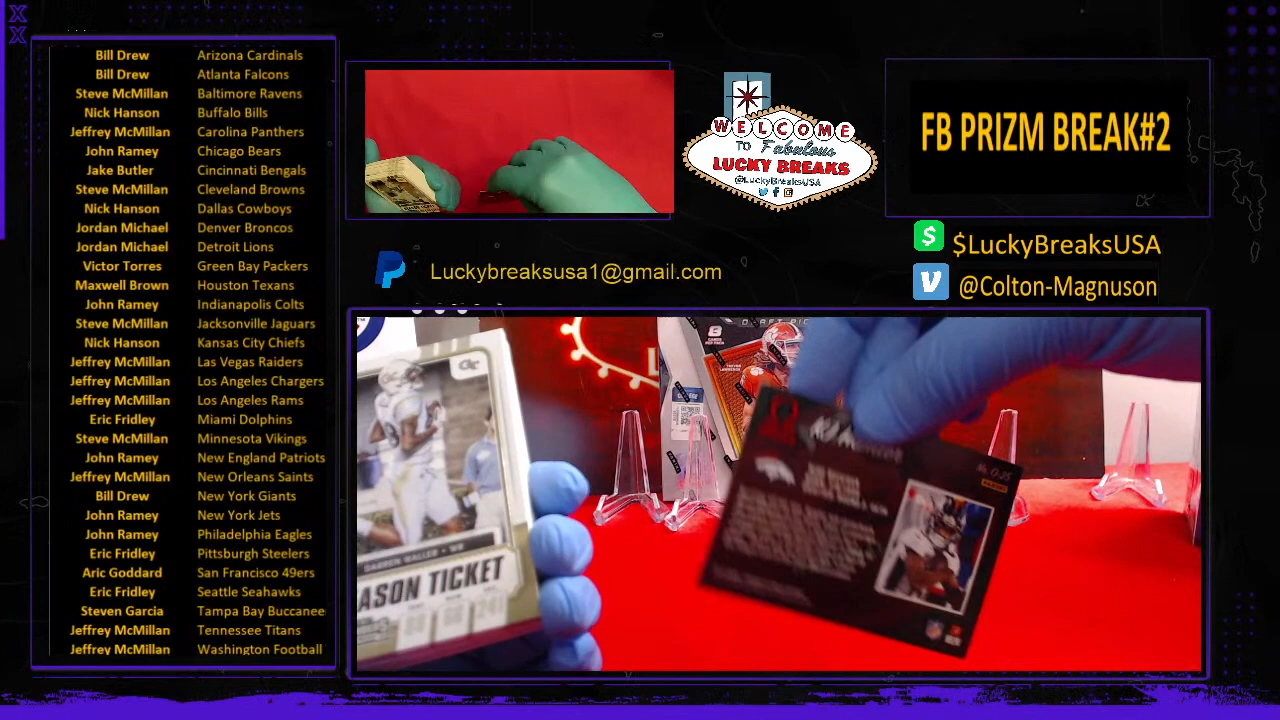 Bill Drew Arizona Cardinals
Bill Drew Atlanta Falcons
Steve McMillan Baltimore Ravens
Nick Hanson Buffalo Bills
Jeffrey McMillan Carolina Panthers
John Ramey Chicago Bears
Jake Butler Cincinnati Bengals
Steve McMillan Cleveland Browns
Nick Hanson Dallas Cowboys
Jordan Michael Denver Broncos
Jordan Michael Detroit Lions
Victor Torres Green Bay Packers
Maxwell Brown Houston Texans
John Ramey Indianapolis Colts
Steve McMillan Jacksonville Jaguars
Nick Hanson Kansas City Chiefs
Jeffrey McMillan Las Vegas Raiders
Jeffrey McMillan Los Angeles Chargers
Jeffrey McMillan Los Angeles Rams
Eric Fridley Miami Dolphins
Steve McMillan Minnesota Vikings
John Ramey New England Patriots
Jeffrey McMillan New Orleans Saints
Bill Drew New York Giants
John Ramey New York Jets
John Ramey Philadelphia Eagles
Eric Fridley Pittsburgh Steelers
Aric Goddard San Francisco 49ers
Eric Fridley Seattle Seahawks
Steven Garcia Tampa Bay Buccanee
Jeffrey McMillan Tennessee Titans
Jeffrey McMillan Washington Football
WELCOME
TO Fabulous
LUCKY BREAKS
@LuckyBreaksUSA
FB PRIZM BREAK#2
$LuckyBreaksUSA
@Colton-Magnuson
Luckybreaksusa1@gmail.com
DARREN WALLER • WR
ASON TICKET